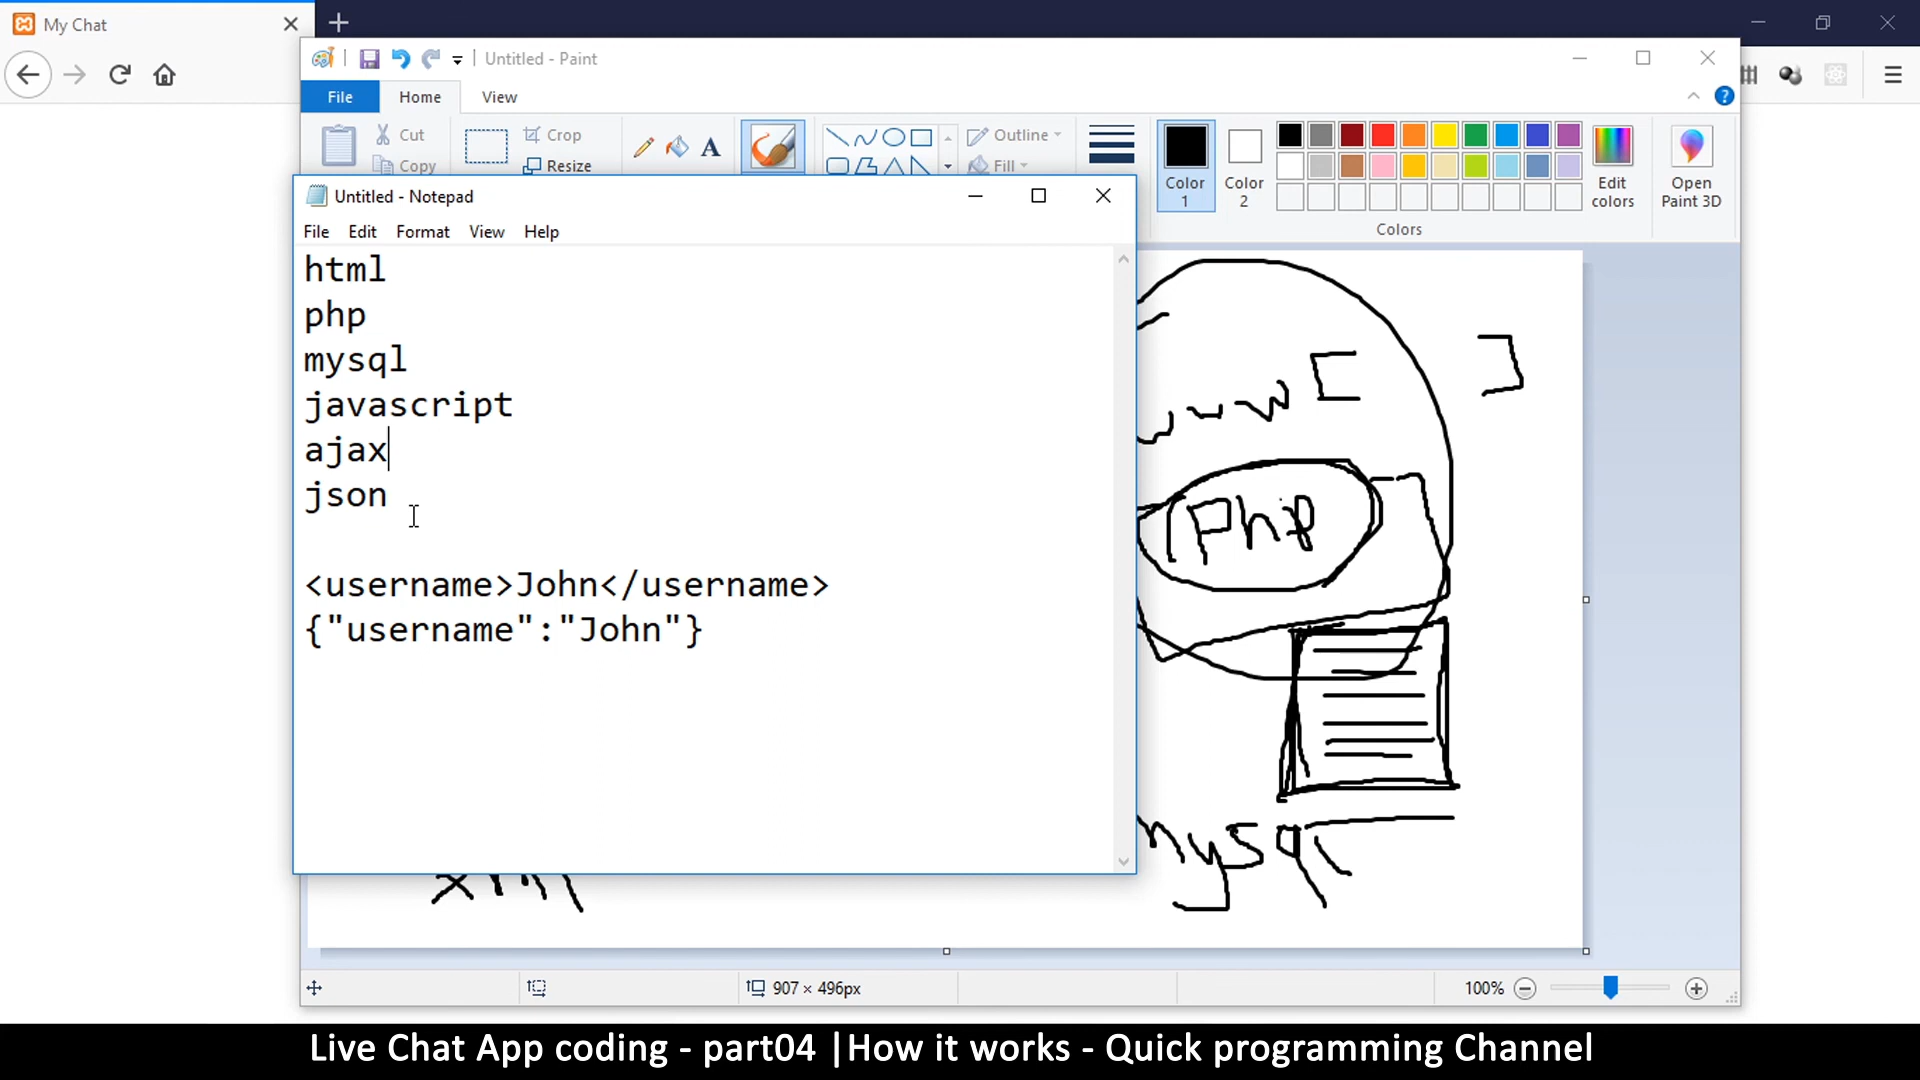 My Chat
Untitled - Paint
File Home View
Cut
Copy
Crop
Resize
Outline
Fill
Color 1
Color 2
Edit colors
Open Paint 3D
Colors
Untitled - Notepad
File Edit Format View Help
html
php
mysql
javascript
ajax
json
<username>John</username>
{"username":"John"}
Php
mysql
xml
907 × 496px
100%
Live Chat App coding - part04 |How it works - Quick programming Channel